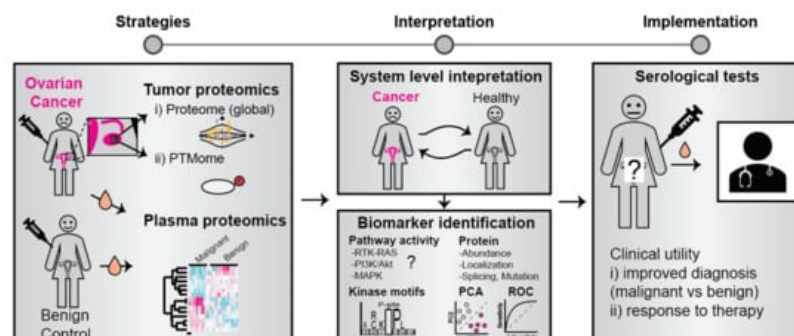 Strategies
Interpretation
Implementation
Ovarian
Cancer
Tumor proteomics
i) Proteome (global)
ii) PTMome
Plasma proteomics
Malignant
Benign
Benign
Control
System level intepretation
Cancer
Healthy
Biomarker identification
Pathway activity
-RTK-RAS
-PI3K/Akt
-MAPK
?
Protein
-Abundance
-Localization
-Splicing, Mutation
Kinase motifs
P-site
PCA
ROC
Serological tests
?
Clinical utility
i) improved diagnosis
(malignant vs benign)
ii) response to therapy